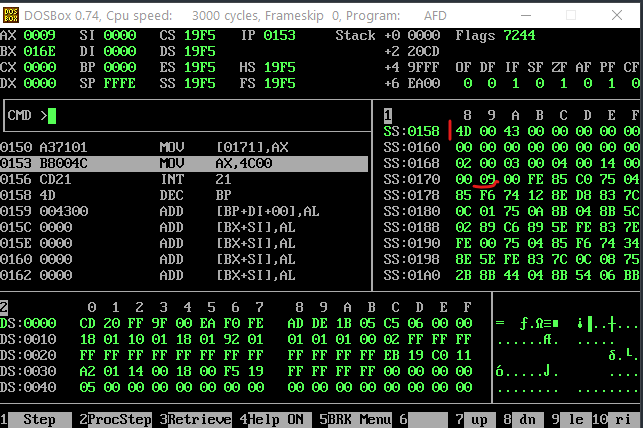 DOSBox 0.74, Cpu speed: 3000 cycles, Frameskip 0, Program: AFD
AX 0009 SI 0000 CS 19F5 IP 0153 Stack +0 0000 Flags 7244
BX 016E DI 0000 DS 19F5 +2 20CD
CX 0000 BP 0000 ES 19F5 HS 19F5 +4 9FFF OF DF IF SF ZF AF PF CF
DX 0000 SP FFFE SS 19F5 FS 19F5 +6 EA00 0 0 1 0 1 0 1 0
CMD >
1 8 9 A B C D E F
SS:0158 4D 00 43 00 00 00 00 00
0150 A37101 MOV [0171],AX SS:0160 00 00 00 00 00 00 00 00
0153 B8004C MOV AX,4C00 SS:0168 02 00 03 00 04 00 14 00
0156 CD21 INT 21 SS:0170 00 09 00 FE 85 C0 75 04
0158 4D DEC BP SS:0178 85 F6 74 12 8E D8 83 7C
0159 004300 ADD [BP+DI+00],AL SS:0180 0C 01 75 0A 8B 04 8B 5C
015C 0000 ADD [BX+SI],AL SS:0188 02 89 C6 89 5E FE 83 7E
015E 0000 ADD [BX+SI],AL SS:0190 FE 00 75 04 85 F6 74 34
0160 0000 ADD [BX+SI],AL SS:0198 8E 5E FE 83 7C 0C 08 75
0162 0000 ADD [BX+SI],AL SS:01A0 2B 8B 44 04 8B 54 06 BB
2 0 1 2 3 4 5 6 7 8 9 A B C D E F
DS:0000 CD 20 FF 9F 00 EA F0 FE AD DE 1B 05 C5 06 00 00 = ƒ.Ω≡■ ¡▐..┼...
DS:0010 18 01 10 01 18 01 92 01 01 01 01 00 02 FF FF FF ......Æ. .....
DS:0020 FF FF FF FF FF FF FF FF FF FF FF FF EB 19 C0 11 δ.└.
DS:0030 A2 01 14 00 18 00 F5 19 FF FF FF FF 00 00 00 00 ó.....⌡. ....
DS:0040 05 00 00 00 00 00 00 00 00 00 00 00 00 00 00 00 ........ ........
1 Step 2 ProcStep 3 Retrieve 4 Help ON 5 BRK Menu 6 7 up 8 dn 9 le 10 ri